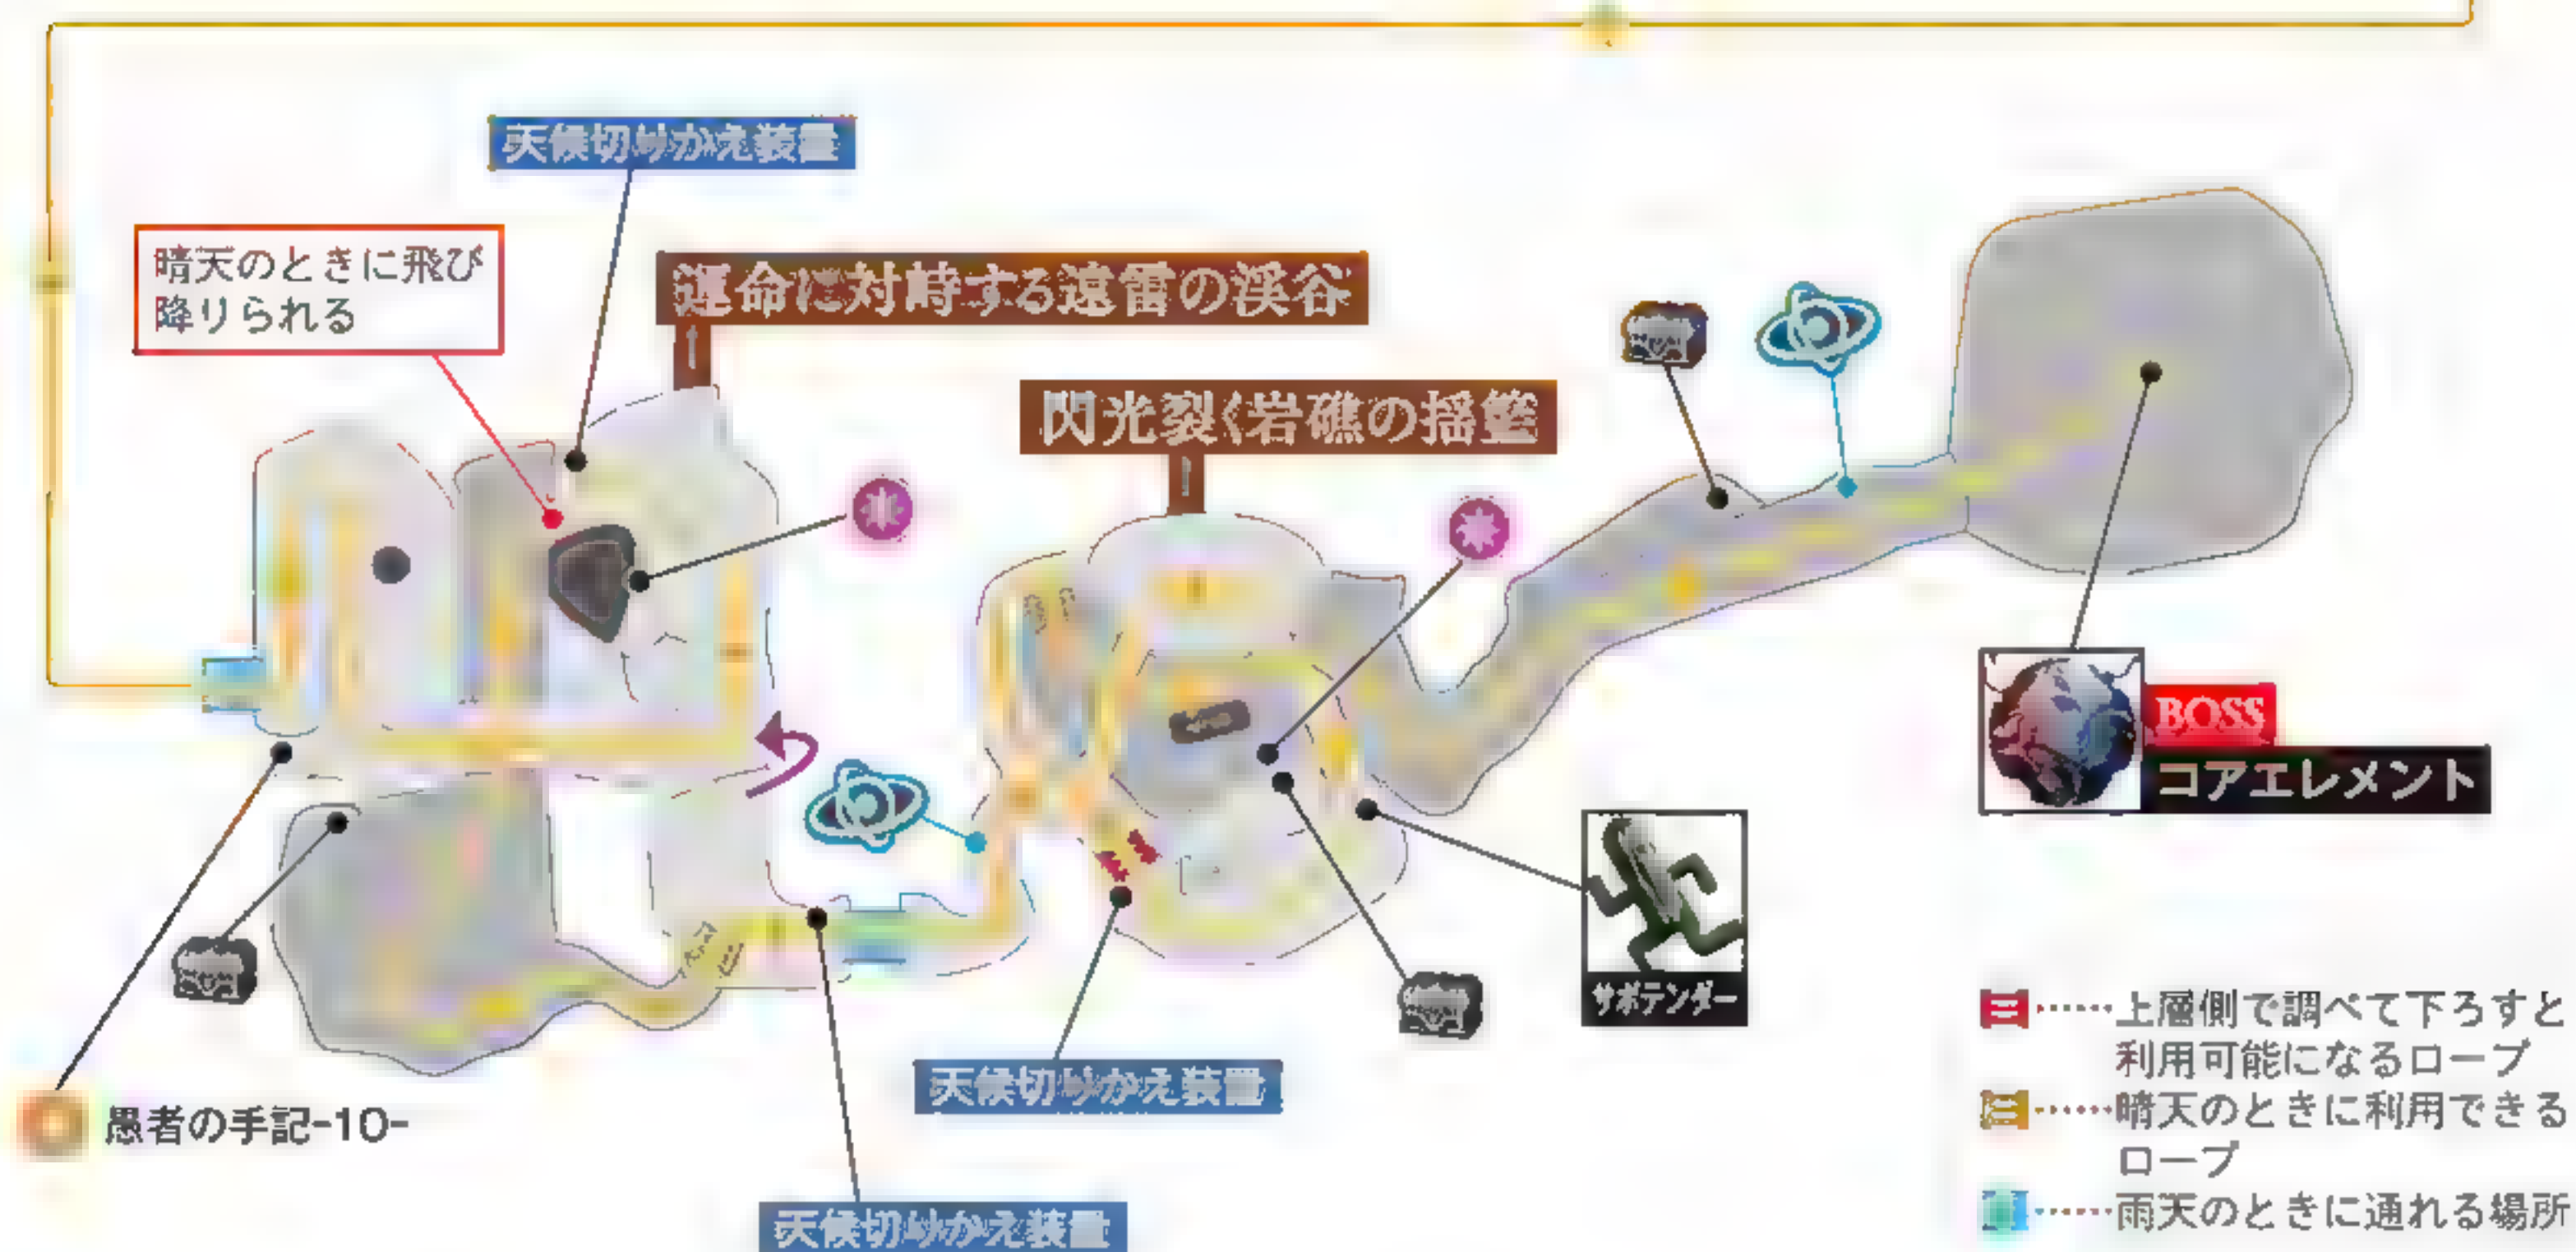 天候切りかえ装置
晴天のときに飛び
降りられる
運命に対峙する遠雷の渓谷
閃光裂く岩礁の揺籃
BOSS
コアエレメント
サボテンダー
愚者の手記-10-
天候切りかえ装置
天候切りかえ装置
上層側で調べて下ろすと
利用可能になるロープ
晴天のときに利用できる
ロープ
雨天のときに通れる場所